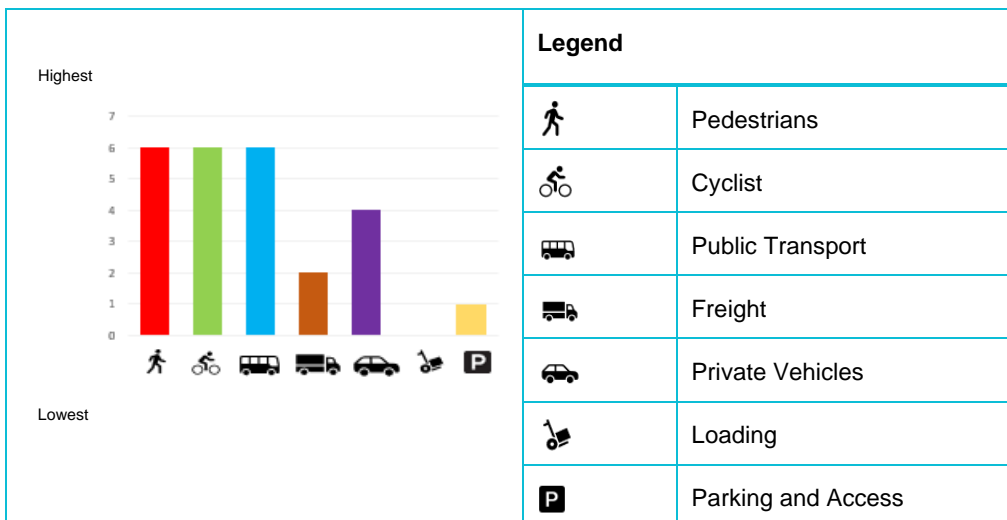 Highest
7
6
5
4
3
2
1
0
P
Lowest
Legend
Pedestrians
Cyclist
Public Transport
Freight
Private Vehicles
Loading
P Parking and Access